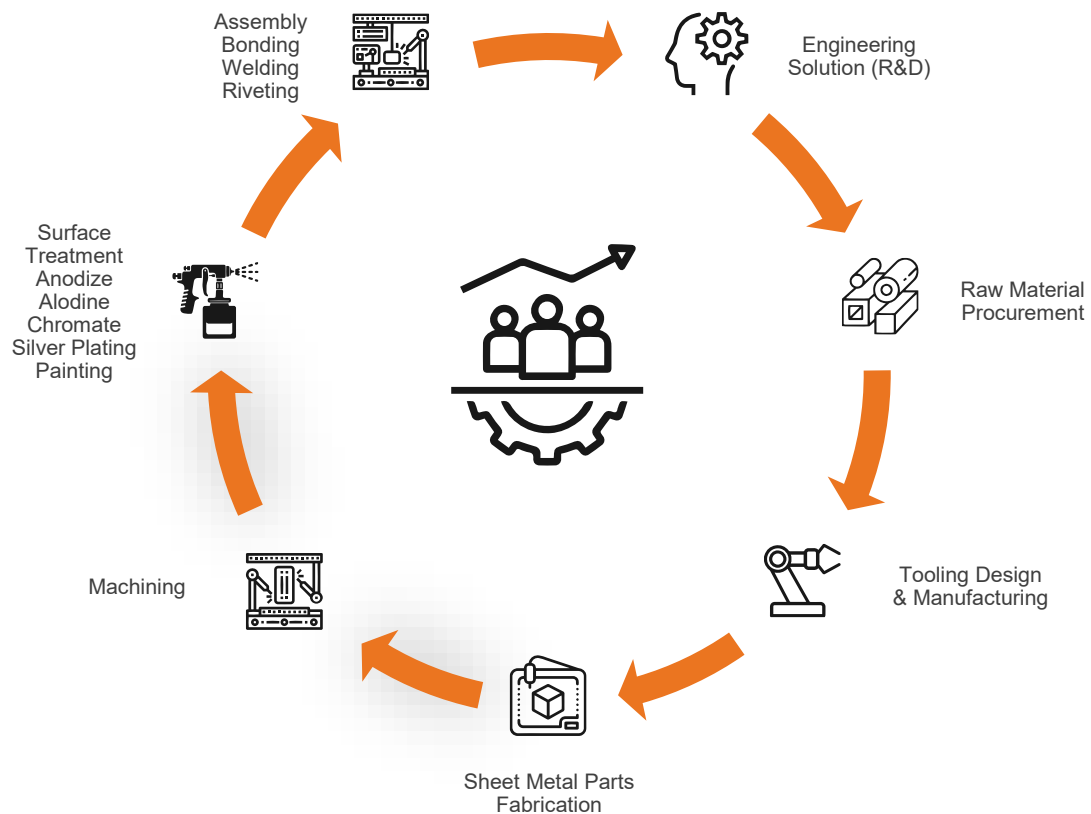 Assembly
Bonding
Welding
Riveting
Engineering
Solution (R&D)
Raw Material
Procurement
Tooling Design
& Manufacturing
Sheet Metal Parts
Fabrication
Machining
Surface
Treatment
Anodize
Alodine
Chromate
Silver Plating
Painting